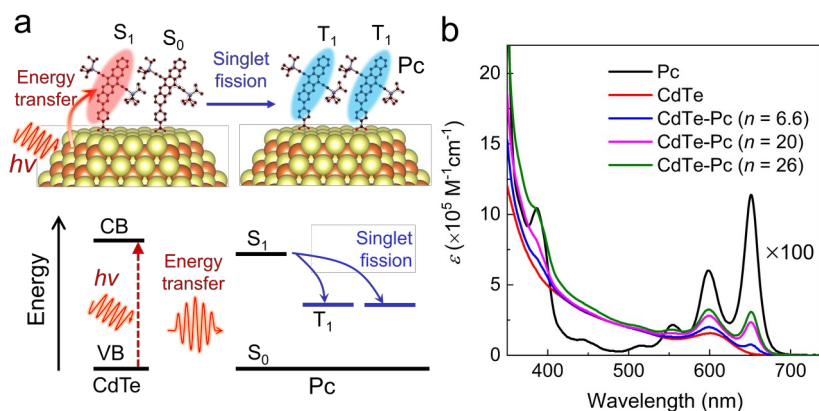 a
S₁
S₀
T₁
T₁
Pc
Energy
transfer
Singlet
fission
hν
Energy
CB
hν
VB
CdTe
Energy
transfer
S₁
Singlet
fission
T₁
S₀
Pc
b
ε (×10⁵ M⁻¹cm⁻¹)
20
15
10
5
0
Pc
CdTe
CdTe-Pc (n = 6.6)
CdTe-Pc (n = 20)
CdTe-Pc (n = 26)
×100
400
500
600
700
Wavelength (nm)